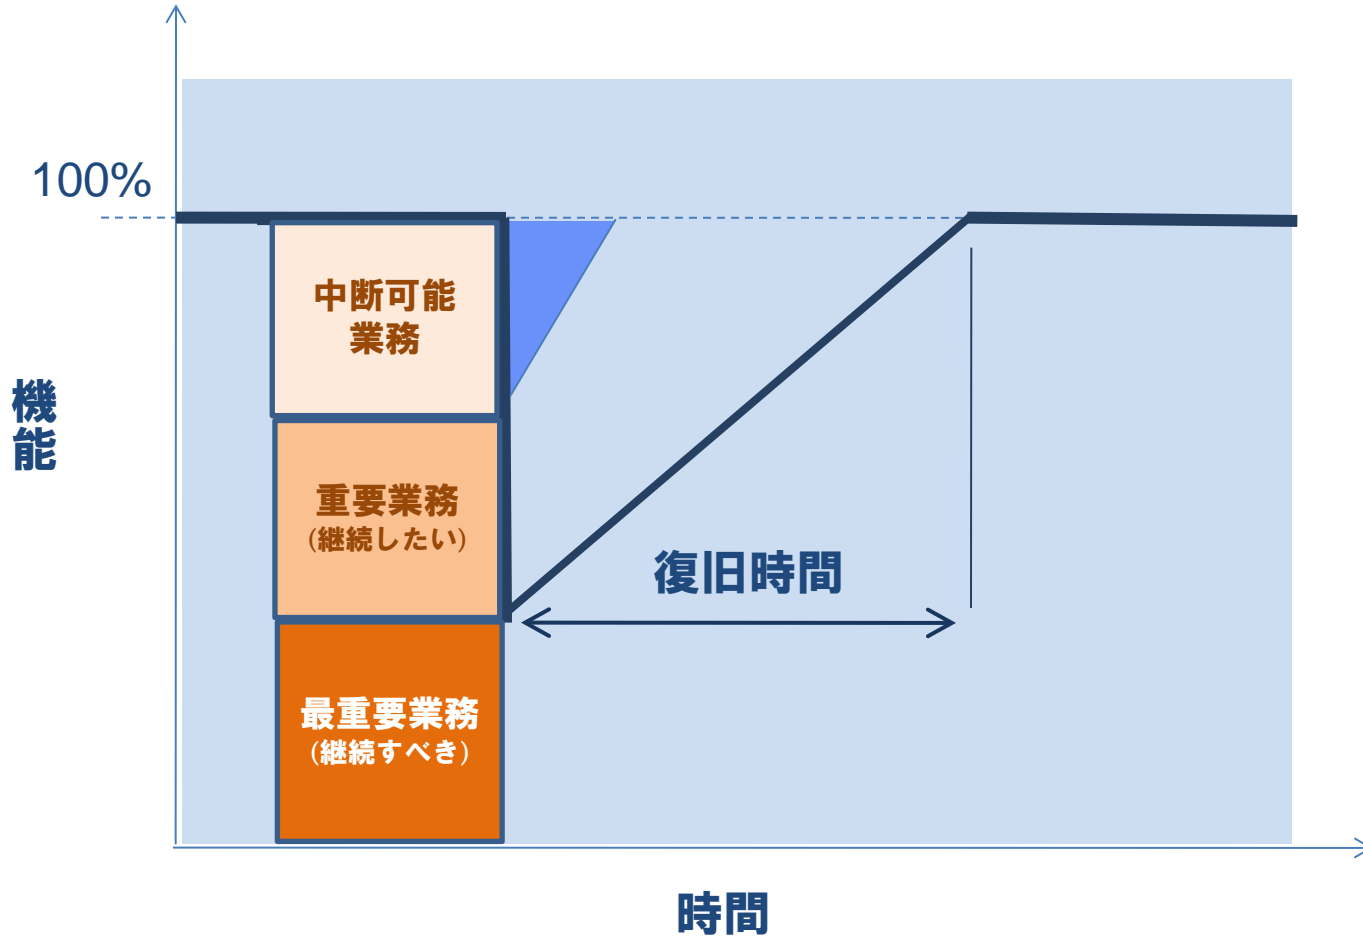 100%
中断可能
業務
機能
重要業務
(継続したい)
復旧時間
最重要業務
(継続すべき)
時間